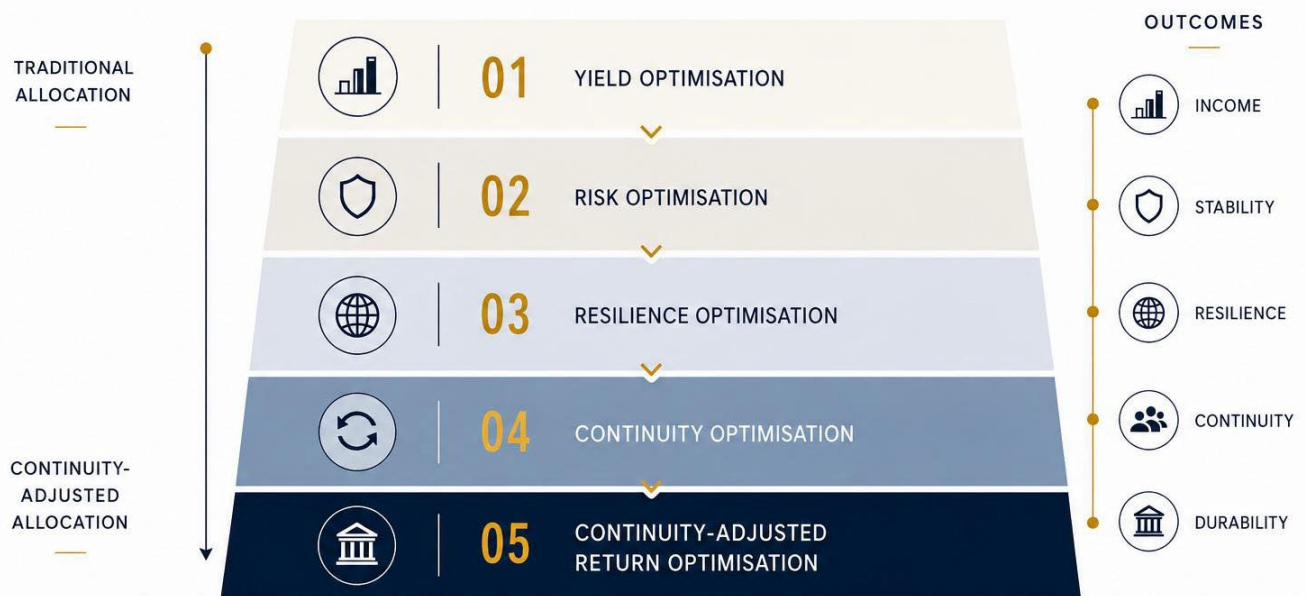 TRADITIONAL
ALLOCATION
CONTINUITY-
ADJUSTED
ALLOCATION
01
YIELD OPTIMISATION
02
RISK OPTIMISATION
03
RESILIENCE OPTIMISATION
04
CONTINUITY OPTIMISATION
05
CONTINUITY-ADJUSTED
RETURN OPTIMISATION
OUTCOMES
INCOME
STABILITY
RESILIENCE
CONTINUITY
DURABILITY